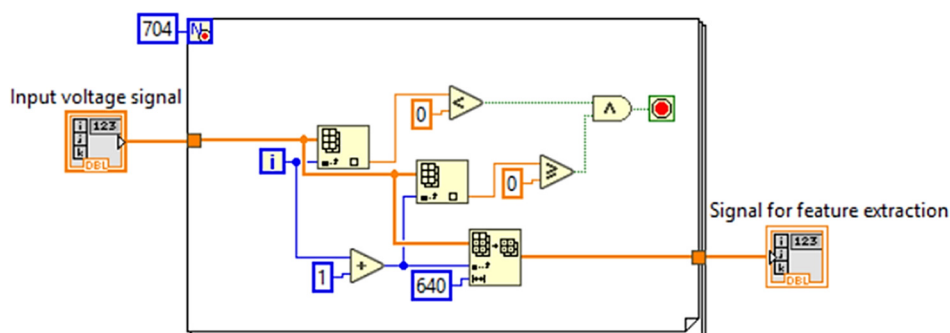 704
N
Input voltage signal
i
j
k
123
DBL
<
0
∧
i
0
≥
Signal for feature extraction
+
1
640
i
j
k
123
DBL